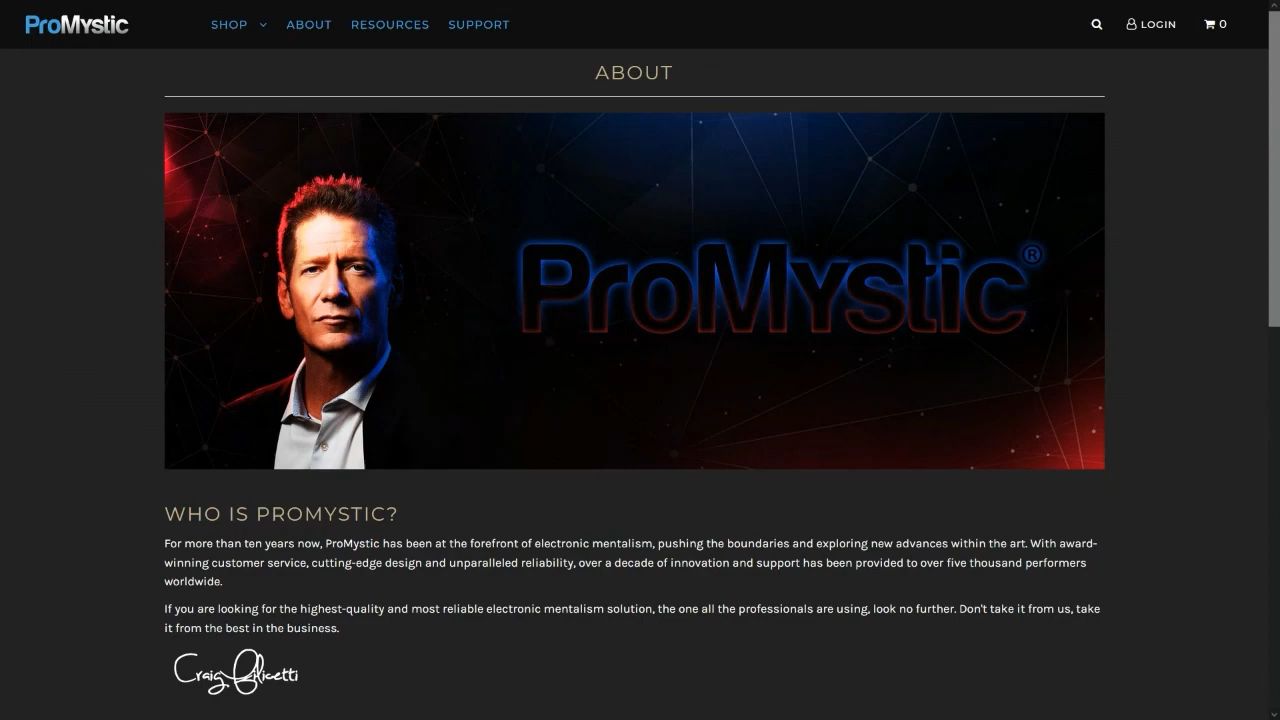 ProMystic
SHOP
ABOUT
RESOURCES
SUPPORT
LOGIN
0
ABOUT
ProMystic®
WHO IS PROMYSTIC?
For more than ten years now, ProMystic has been at the forefront of electronic mentalism, pushing the boundaries and exploring new advances within the art. With award-
winning customer service, cutting-edge design and unparalleled reliability, over a decade of innovation and support has been provided to over five thousand performers
worldwide.
If you are looking for the highest-quality and most reliable electronic mentalism solution, the one all the professionals are using, look no further. Don't take it from us, take
it from the best in the business.
Craig Filicetti